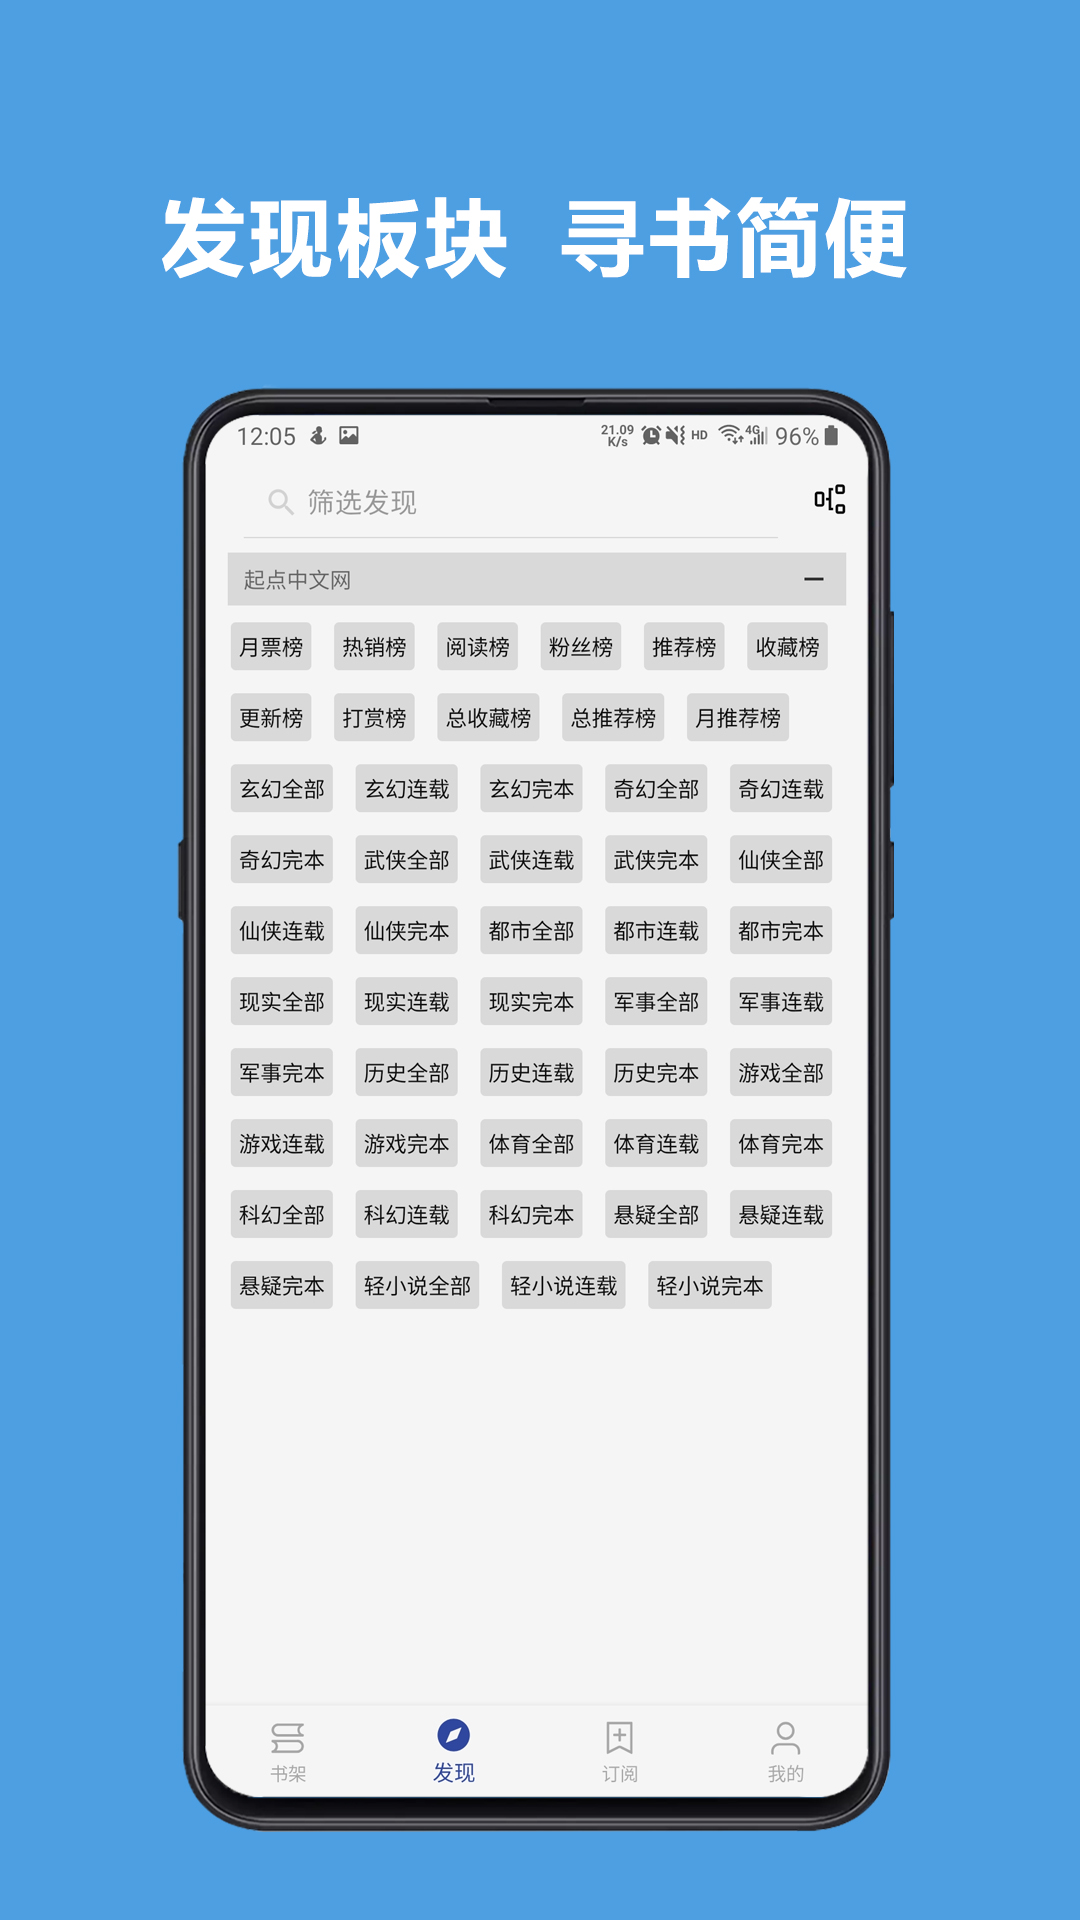 发现板块 寻书简便
12:05 21.09 K/s HD 4G 96%
筛选发现
起点中文网
月票榜 热销榜 阅读榜 粉丝榜 推荐榜 收藏榜
更新榜 打赏榜 总收藏榜 总推荐榜 月推荐榜
玄幻全部 玄幻连载 玄幻完本 奇幻全部 奇幻连载
奇幻完本 武侠全部 武侠连载 武侠完本 仙侠全部
仙侠连载 仙侠完本 都市全部 都市连载 都市完本
现实全部 现实连载 现实完本 军事全部 军事连载
军事完本 历史全部 历史连载 历史完本 游戏全部
游戏连载 游戏完本 体育全部 体育连载 体育完本
科幻全部 科幻连载 科幻完本 悬疑全部 悬疑连载
悬疑完本 轻小说全部 轻小说连载 轻小说完本
书架 发现 订阅 我的